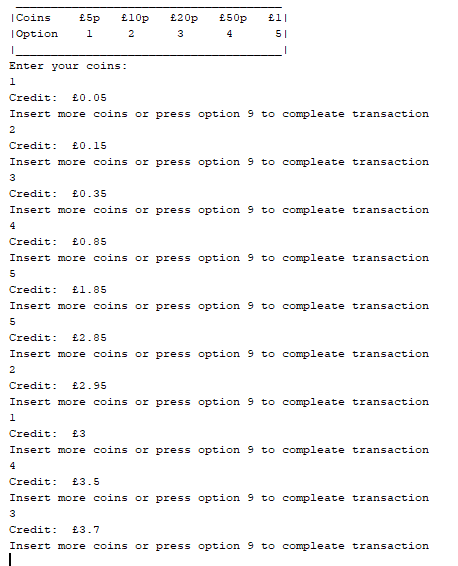 |Coins £5p £10p £20p £50p £1|
|Option 1 2 3 4 5|
|______________________________________|
Enter your coins:
1
Credit: £0.05
Insert more coins or press option 9 to compleate transaction
2
Credit: £0.15
Insert more coins or press option 9 to compleate transaction
3
Credit: £0.35
Insert more coins or press option 9 to compleate transaction
4
Credit: £0.85
Insert more coins or press option 9 to compleate transaction
5
Credit: £1.85
Insert more coins or press option 9 to compleate transaction
5
Credit: £2.85
Insert more coins or press option 9 to compleate transaction
2
Credit: £2.95
Insert more coins or press option 9 to compleate transaction
1
Credit: £3
Insert more coins or press option 9 to compleate transaction
4
Credit: £3.5
Insert more coins or press option 9 to compleate transaction
3
Credit: £3.7
Insert more coins or press option 9 to compleate transaction